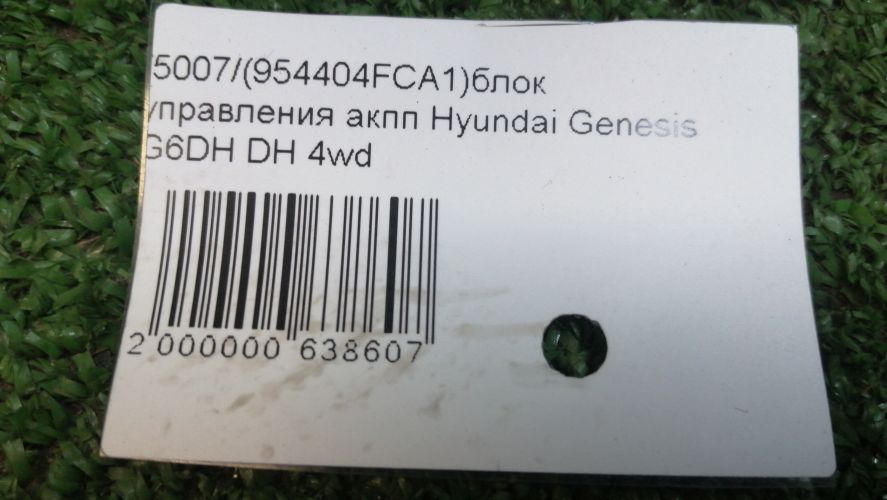 5007/(954404FCA1)блок
управления акпп Hyundai Genesis
G6DH DH 4wd
2 000000 638607